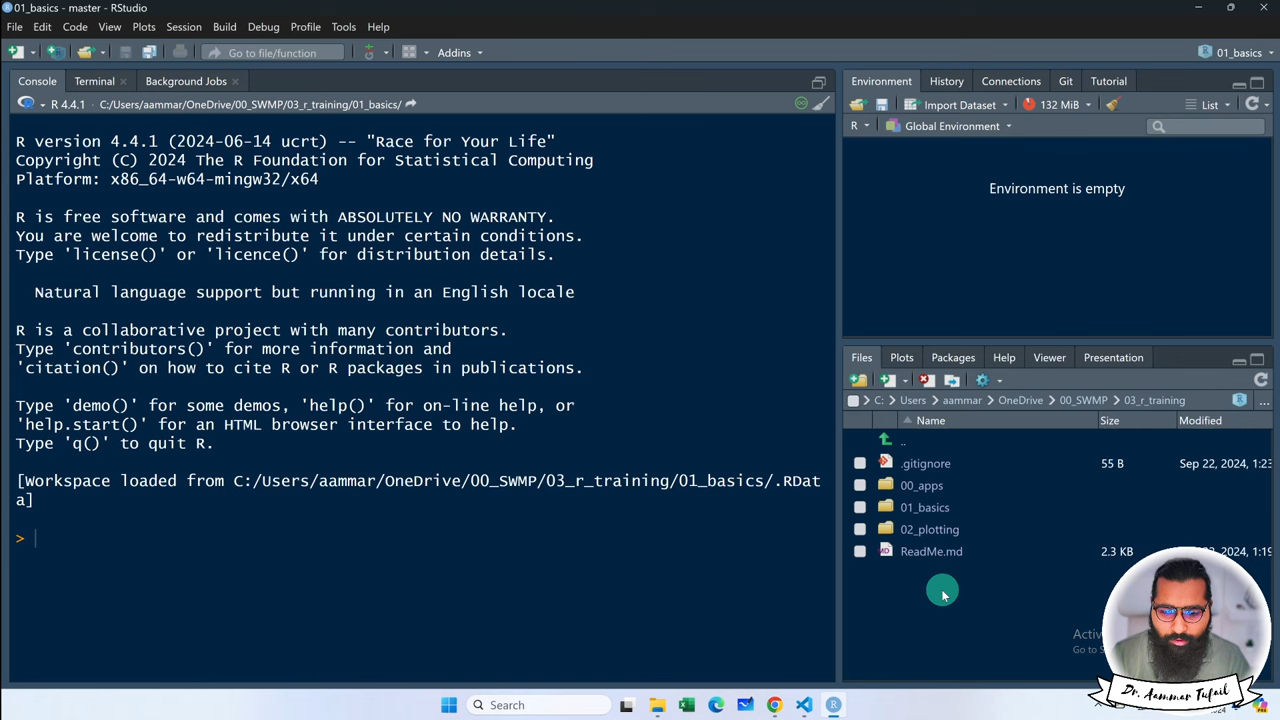 01_basics - master - RStudio
File Edit Code View Plots Session Build Debug Profile Tools Help
Go to file/function Addins 01_basics
Console Terminal Background Jobs
R 4.4.1 · C:/Users/aammar/OneDrive/00_SWMP/03_r_training/01_basics/
R version 4.4.1 (2024-06-14 ucrt) -- "Race for Your Life"
Copyright (C) 2024 The R Foundation for Statistical Computing
Platform: x86_64-w64-mingw32/x64
R is free software and comes with ABSOLUTELY NO WARRANTY.
You are welcome to redistribute it under certain conditions.
Type 'license()' or 'licence()' for distribution details.
Natural language support but running in an English locale
R is a collaborative project with many contributors.
Type 'contributors()' for more information and
'citation()' on how to cite R or R packages in publications.
Type 'demo()' for some demos, 'help()' for on-line help, or
'help.start()' for an HTML browser interface to help.
Type 'q()' to quit R.
[Workspace loaded from C:/Users/aammar/OneDrive/00_SWMP/03_r_training/01_basics/.RDat
a]
>
Environment History Connections Git Tutorial
Import Dataset 132 MiB List
R Global Environment
Environment is empty
Files Plots Packages Help Viewer Presentation
C: Users aammar OneDrive 00_SWMP 03_r_training ...
Name Size Modified
..
.gitignore 55 B Sep 22, 2024, 1:23
00_apps
01_basics
02_plotting
ReadMe.md 2.3 KB 2024, 1:19
Dr. Aammar Tufail
Search